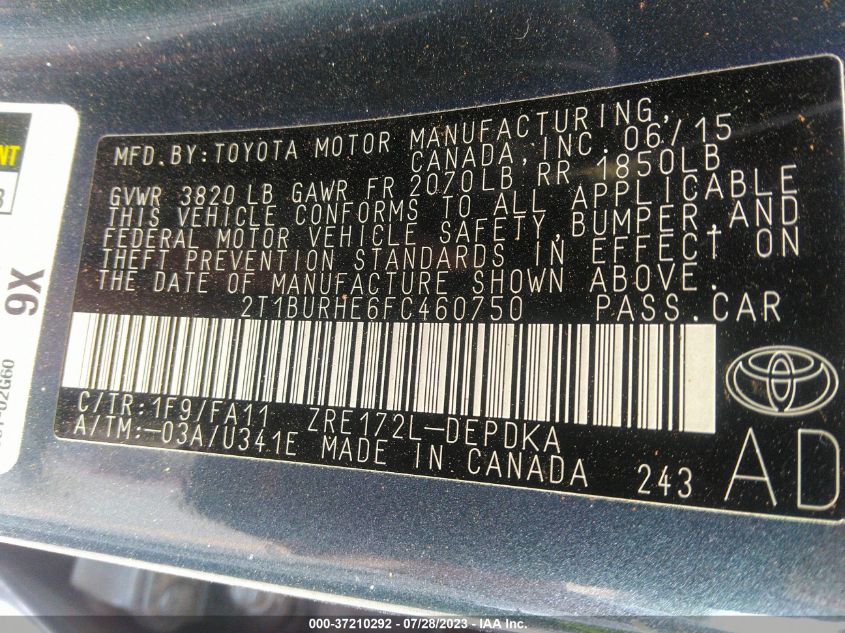 MFD. BY: TOYOTA MOTOR MANUFACTURING,
CANADA, INC. 06/15
GVWR 3820 LB GAWR FR 2070LB RR 1850LB
THIS VEHICLE CONFORMS TO ALL APPLICABLE
FEDERAL MOTOR VEHICLE SAFETY, BUMPER, AND
THEFT PREVENTION STANDARDS IN EFFECT ON
THE DATE OF MANUFACTURE SHOWN ABOVE.
2T1BURHE6FC460750 PASS. CAR
C/TR: 1F9/FA11 ZRE172L-DEPDKA
A/TM: -03A/U341E MADE IN CANADA 243
AD
9X
000-37210292 / 07/28/2023 © IAA Inc.